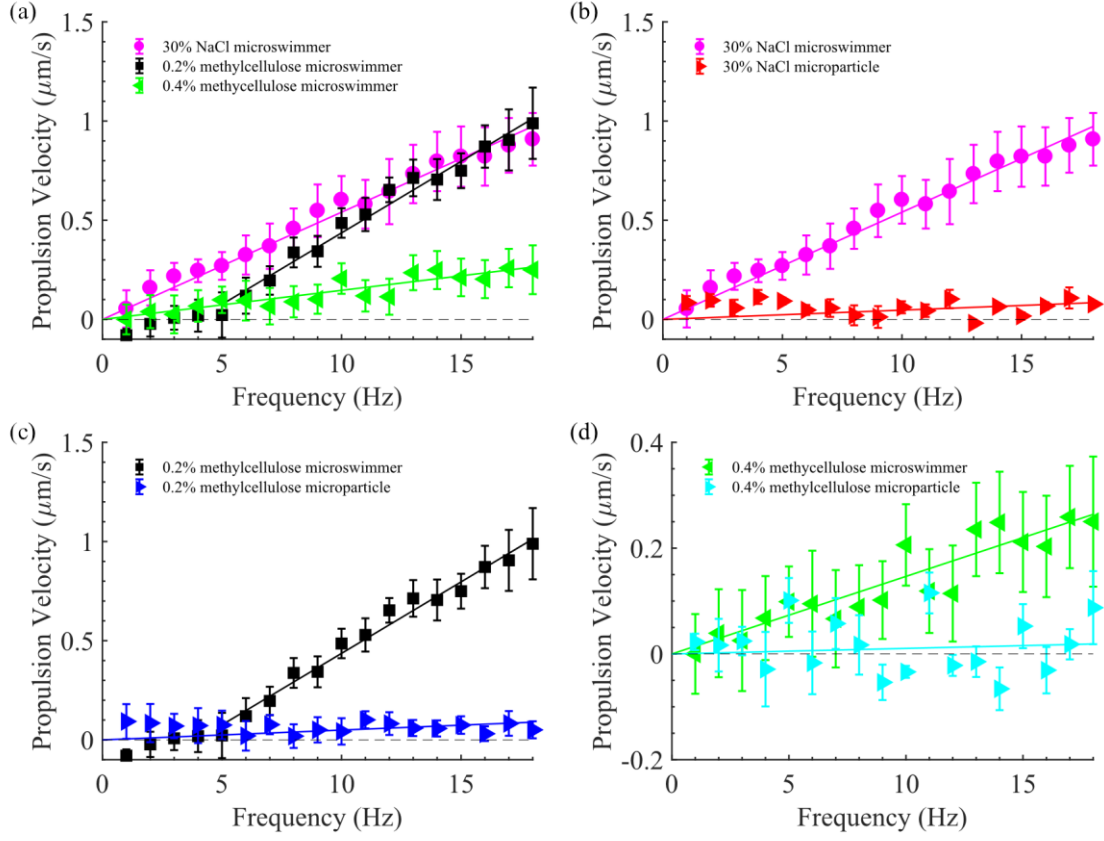 (a)
1.5
1
0.5
0
Propulsion Velocity (μm/s)
30% NaCl microswimmer
0.2% methylcellulose microswimmer
0.4% methycellulose microswimmer
0 5 10 15
Frequency (Hz)
(b)
1.5
1
0.5
0
Propulsion Velocity (μm/s)
30% NaCl microswimmer
30% NaCl microparticle
0 5 10 15
Frequency (Hz)
(c)
1.5
1
0.5
0
Propulsion Velocity (μm/s)
0.2% methylcellulose microswimmer
0.2% methylcellulose microparticle
0 5 10 15
Frequency (Hz)
(d)
0.4
0.2
0
-0.2
Propulsion Velocity (μm/s)
0.4% methycellulose microswimmer
0.4% methylcellulose microparticle
0 5 10 15
Frequency (Hz)